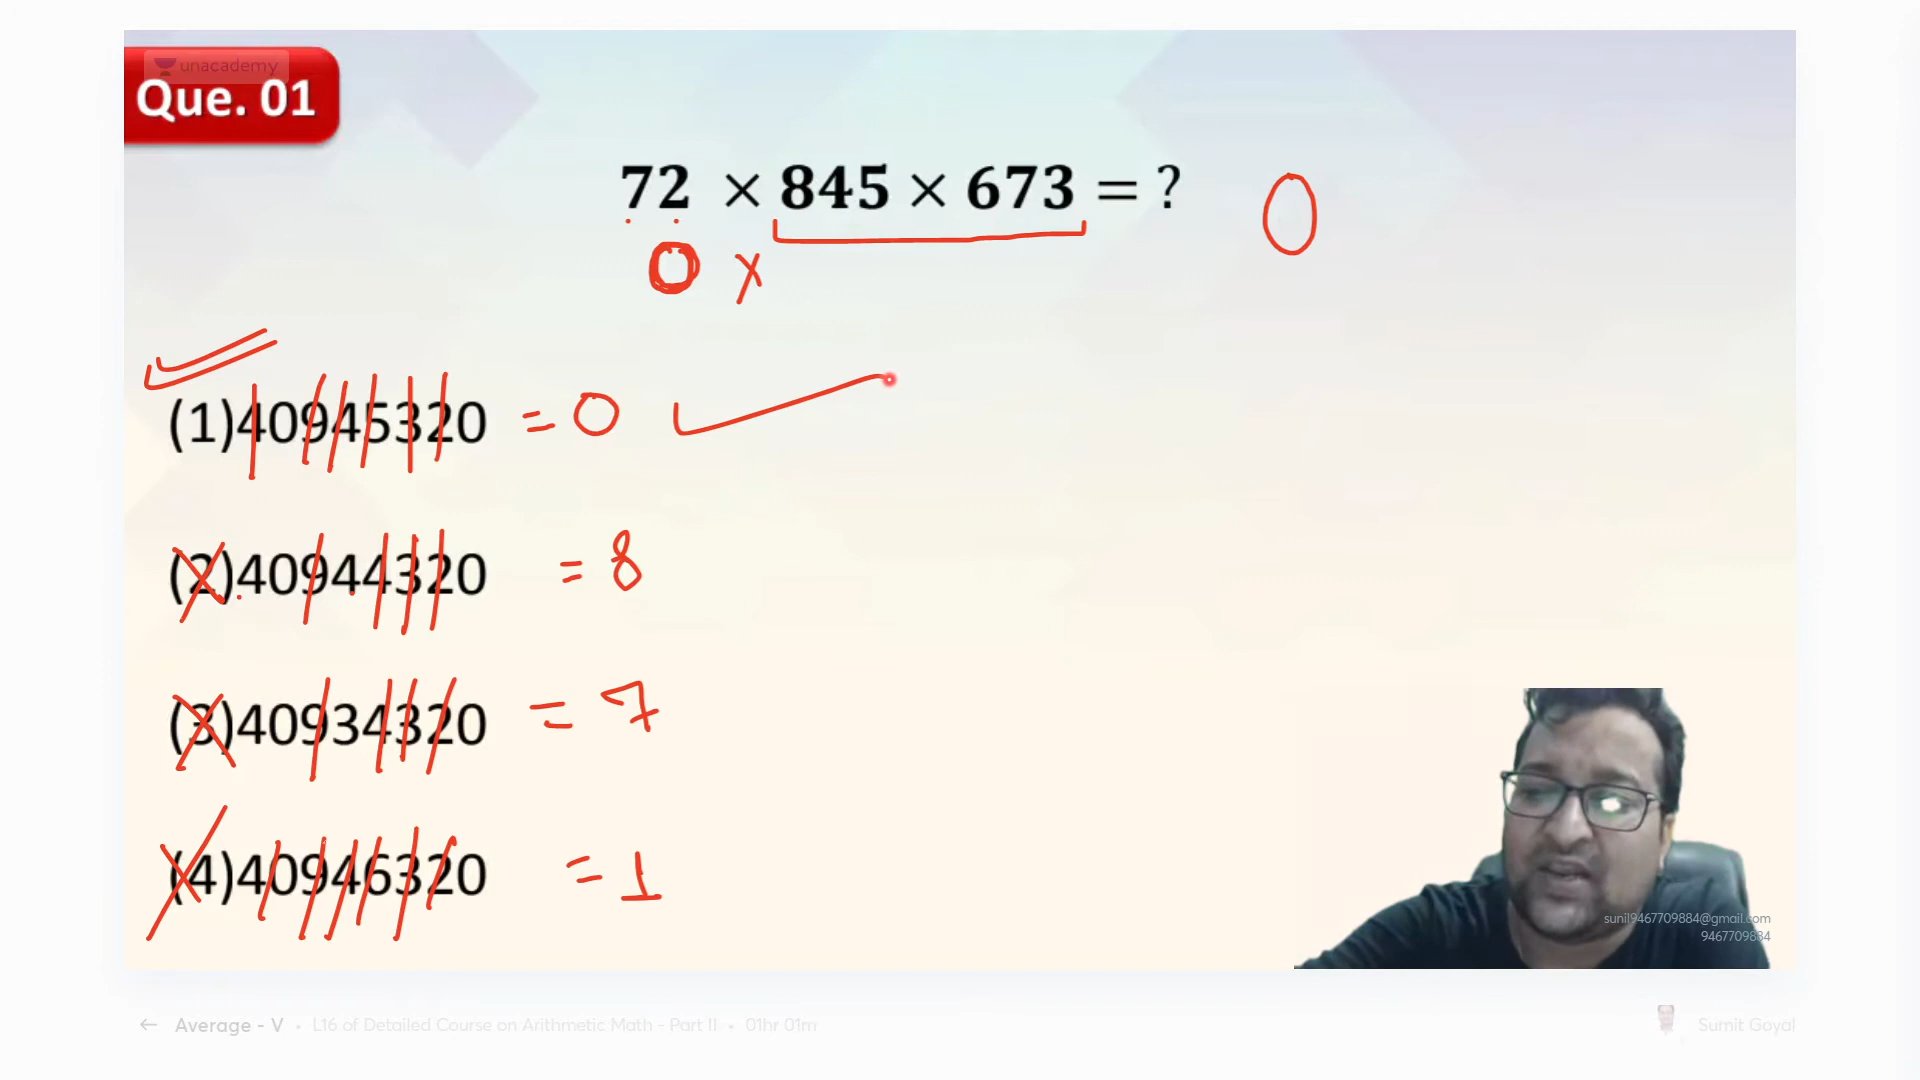 unacademy
Que. 01
72 × 845 × 673 = ?
0
0 ×
(1)40945320 = 0
(2)40944320 = 8
(3)40934320 = 7
(4)40946320 = 1
sunil9467709884@gmail.com
9467709884
Average - V • L16 of Detailed Course on Arithmetic Math - Part II • 01hr 01m
Sumit Goyal